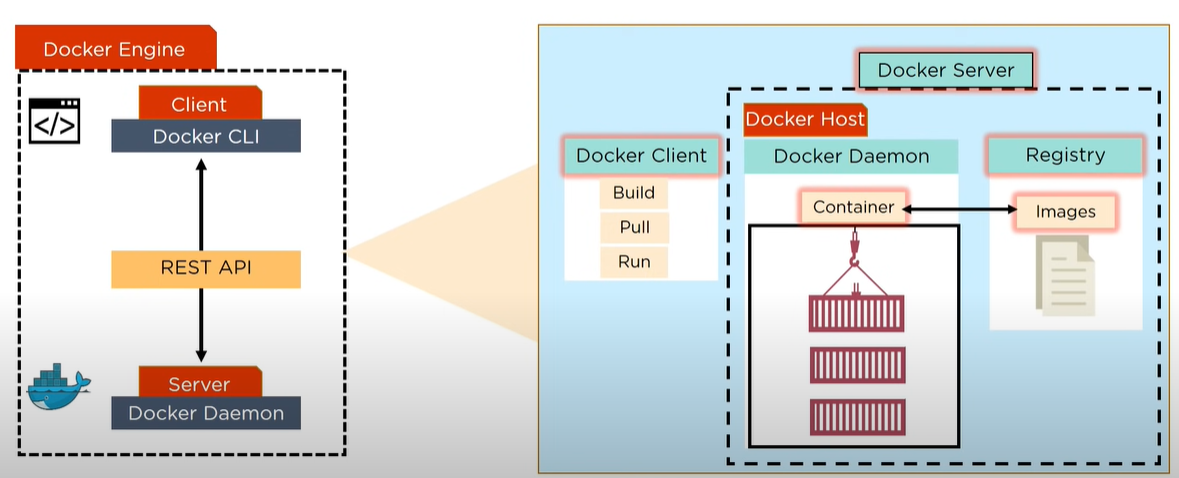 Docker Engine
Client
Docker CLI
</>
REST API
Server
Docker Daemon
Docker Server
Docker Host
Docker Client
Build
Pull
Run
Docker Daemon
Container
Registry
Images